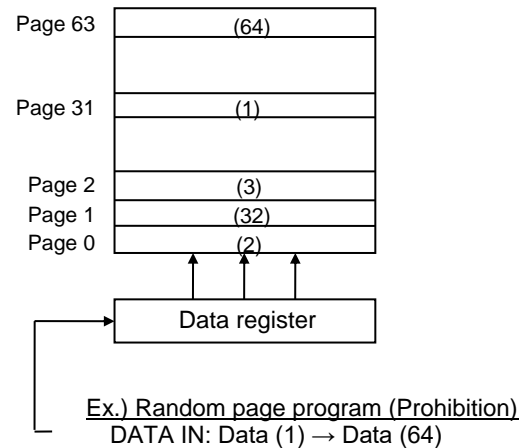 Page 63 (64)
Page 31 (1)
Page 2 (3)
Page 1 (32)
Page 0 (2)
Data register
Ex.) Random page program (Prohibition)
DATA IN: Data (1) → Data (64)